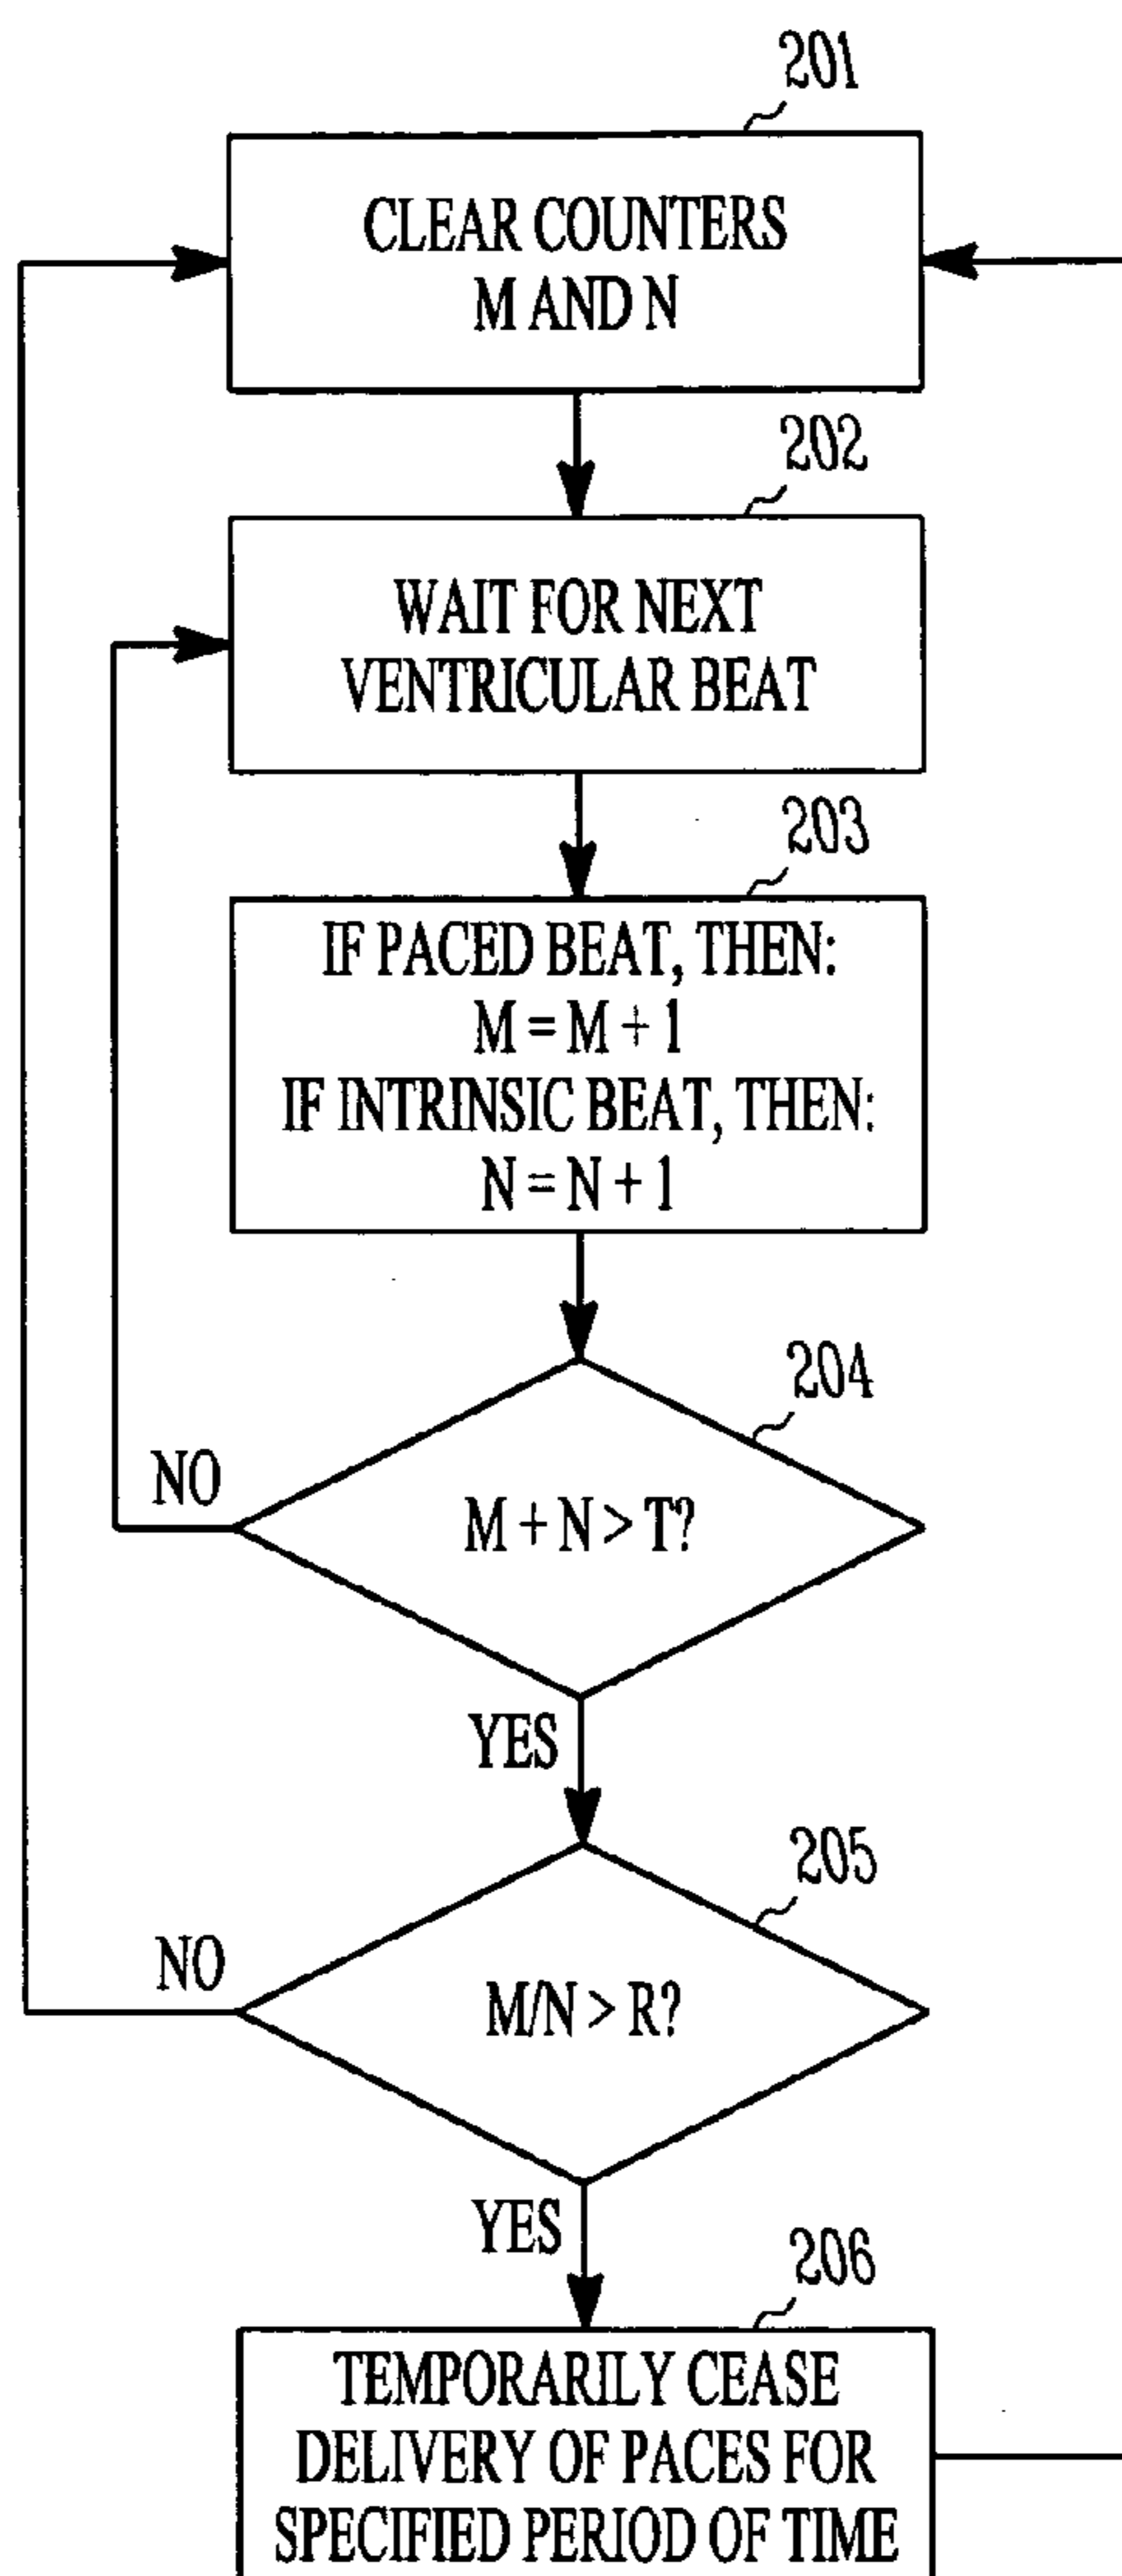 201
CLEAR COUNTERS
M AND N
202
WAIT FOR NEXT
VENTRICULAR BEAT
203
IF PACED BEAT, THEN:
M = M + 1
IF INTRINSIC BEAT, THEN:
N = N + 1
204
NO
M + N > T?
YES
205
NO
M/N > R?
YES
206
TEMPORARILY CEASE
DELIVERY OF PACES FOR
SPECIFIED PERIOD OF TIME